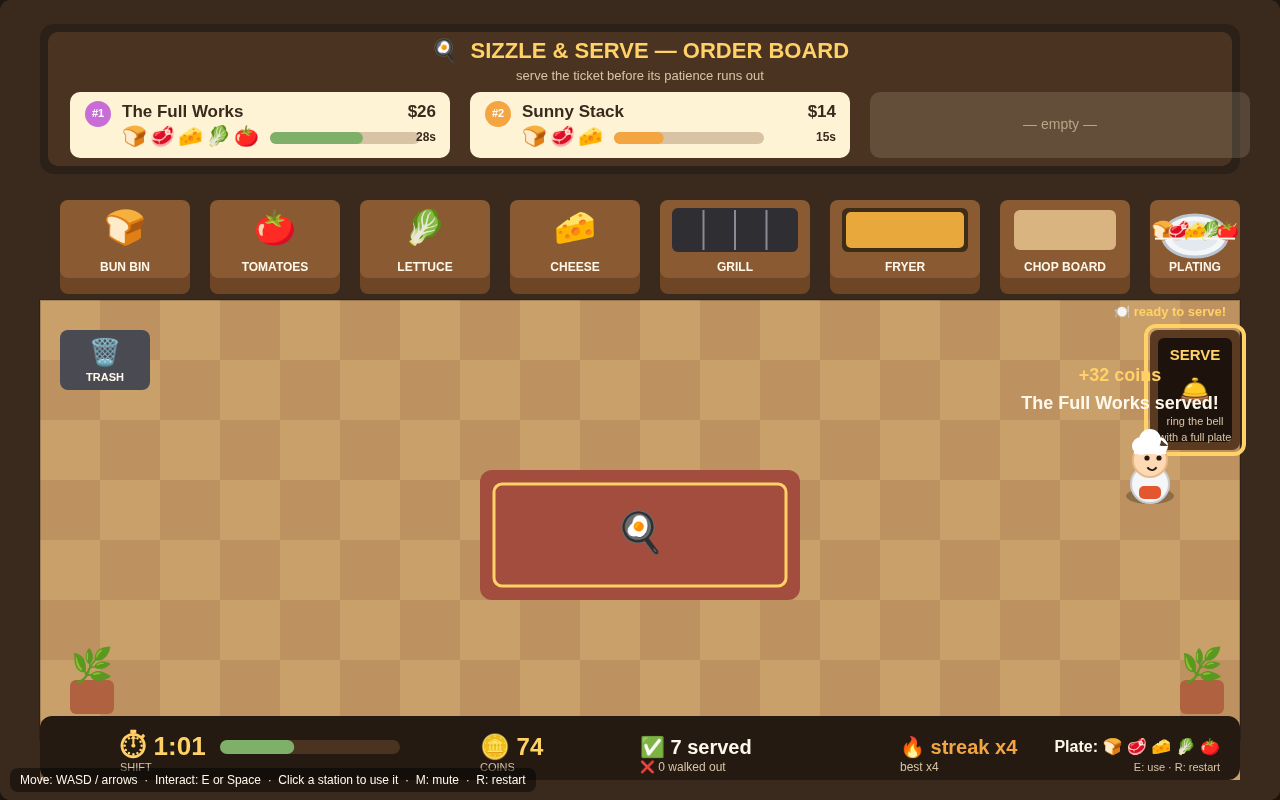 SIZZLE & SERVE — ORDER BOARD
serve the ticket before its patience runs out
#1 The Full Works $26
28s
#2 Sunny Stack $14
15s
— empty —
BUN BIN
TOMATOES
LETTUCE
CHEESE
GRILL
FRYER
CHOP BOARD
PLATING
ready to serve!
TRASH
SERVE
+32 coins
The Full Works served!
ring the bell
with a full plate
1:01
SHIFT
74
COINS
7 served
0 walked out
streak x4
best x4
Plate:
E: use · R: restart
Move: WASD / arrows · Interact: E or Space · Click a station to use it · M: mute · R: restart